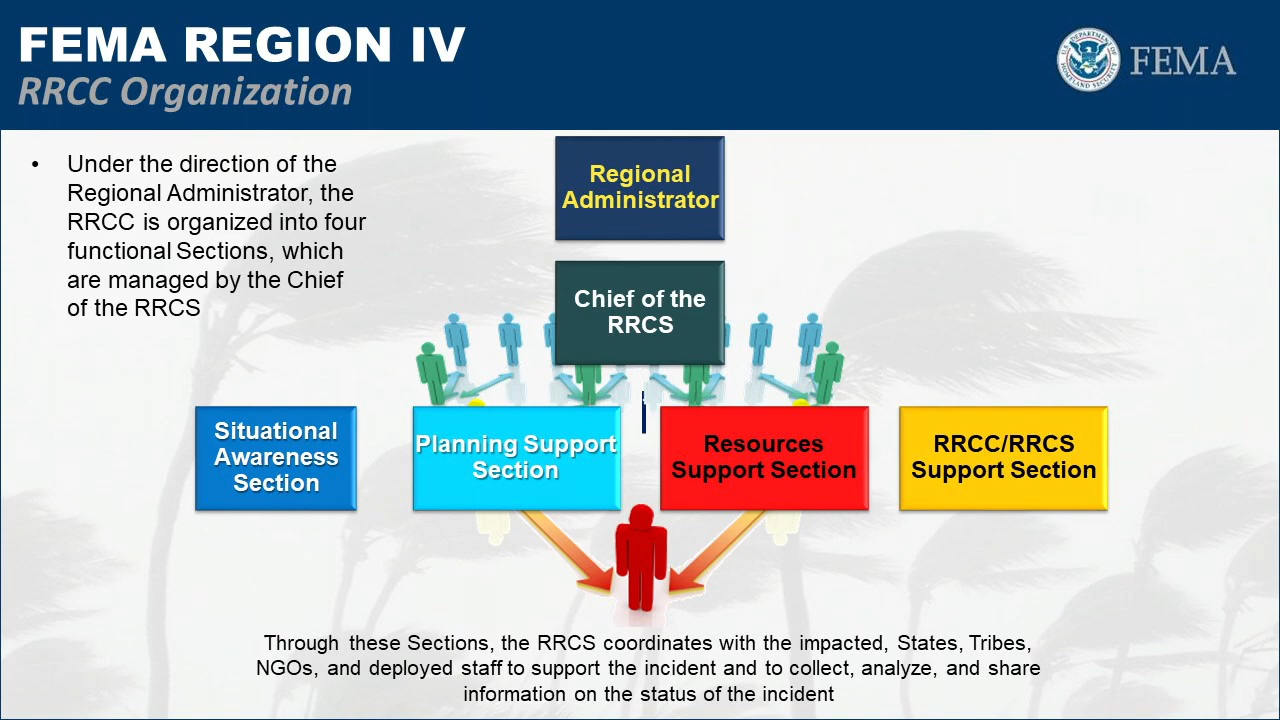 FEMA REGION IV
RRCC Organization
FEMA
U.S. DEPARTMENT OF
HOMELAND SECURITY
• Under the direction of the
Regional Administrator, the
RRCC is organized into four
functional Sections, which
are managed by the Chief
of the RRCS
Regional
Administrator
Chief of the
RRCS
Situational
Awareness
Section
Planning Support
Section
Resources
Support Section
RRCC/RRCS
Support Section
Through these Sections, the RRCS coordinates with the impacted, States, Tribes,
NGOs, and deployed staff to support the incident and to collect, analyze, and share
information on the status of the incident